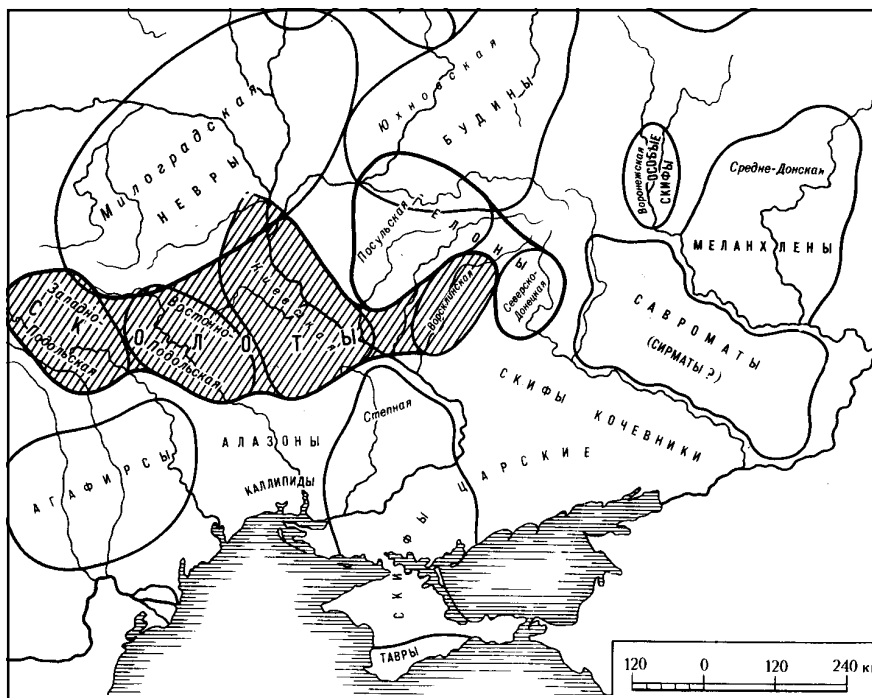 Милоградская
НЕВРЫ
Юхновская
БУДИНЫ
Воронежская
ОСОБЫЕ
СКИФЫ
Средне-Донская
МЕЛАНХЛЕНЫ
Посульская
ГЕЛОНЫ
Северско-
Донецкая
Ворсклинская
Киевская
Западно-
Подольская
Восточно-
Подольская
СКОЛОТЫ
САВРОМАТЫ
(СИРМАТЫ?)
СКИФЫ КОЧЕВНИКИ
Степная
АЛАЗОНЫ
КАЛЛИПИДЫ
АГАФИРСЫ
СКИФЫ ЦАРСКИЕ
ТАВРЫ
120 0 120 240 км